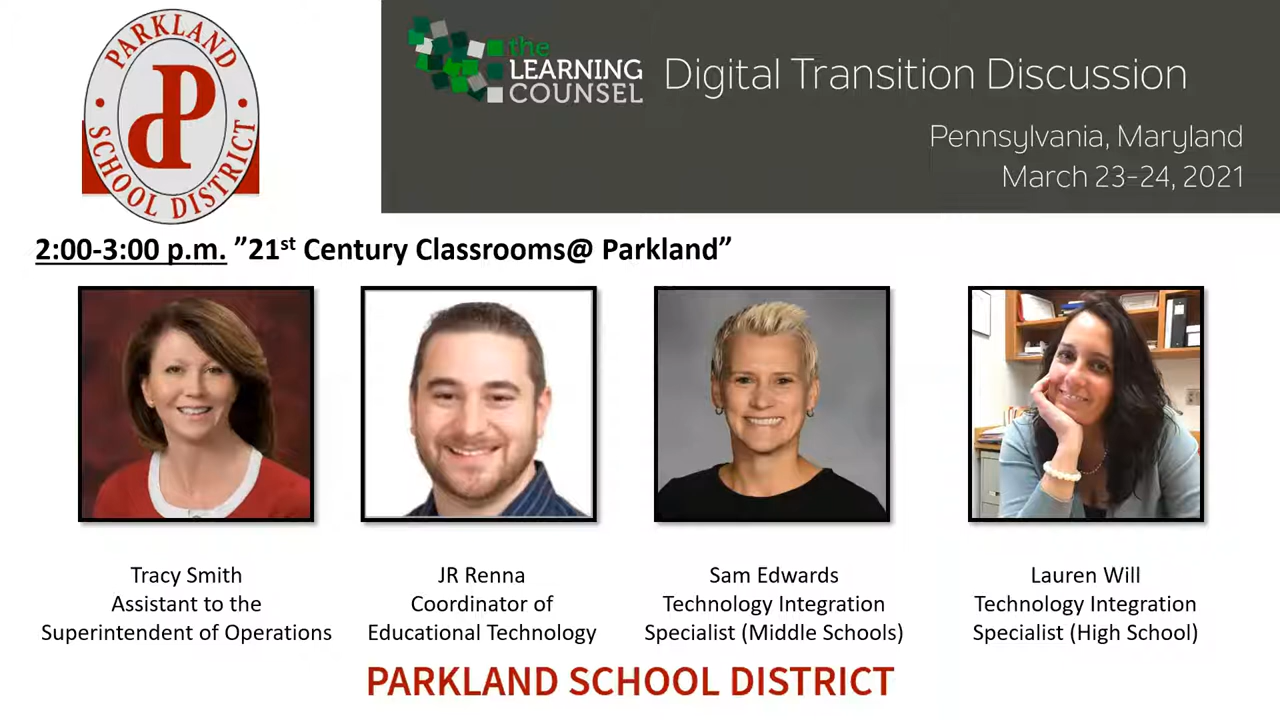 PARKLAND
SCHOOL DISTRICT
the
LEARNING
COUNSEL
Digital Transition Discussion
Pennsylvania, Maryland
March 23-24, 2021
2:00-3:00 p.m. ”21st Century Classrooms@ Parkland”
Tracy Smith
Assistant to the
Superintendent of Operations
JR Renna
Coordinator of
Educational Technology
Sam Edwards
Technology Integration
Specialist (Middle Schools)
Lauren Will
Technology Integration
Specialist (High School)
PARKLAND SCHOOL DISTRICT